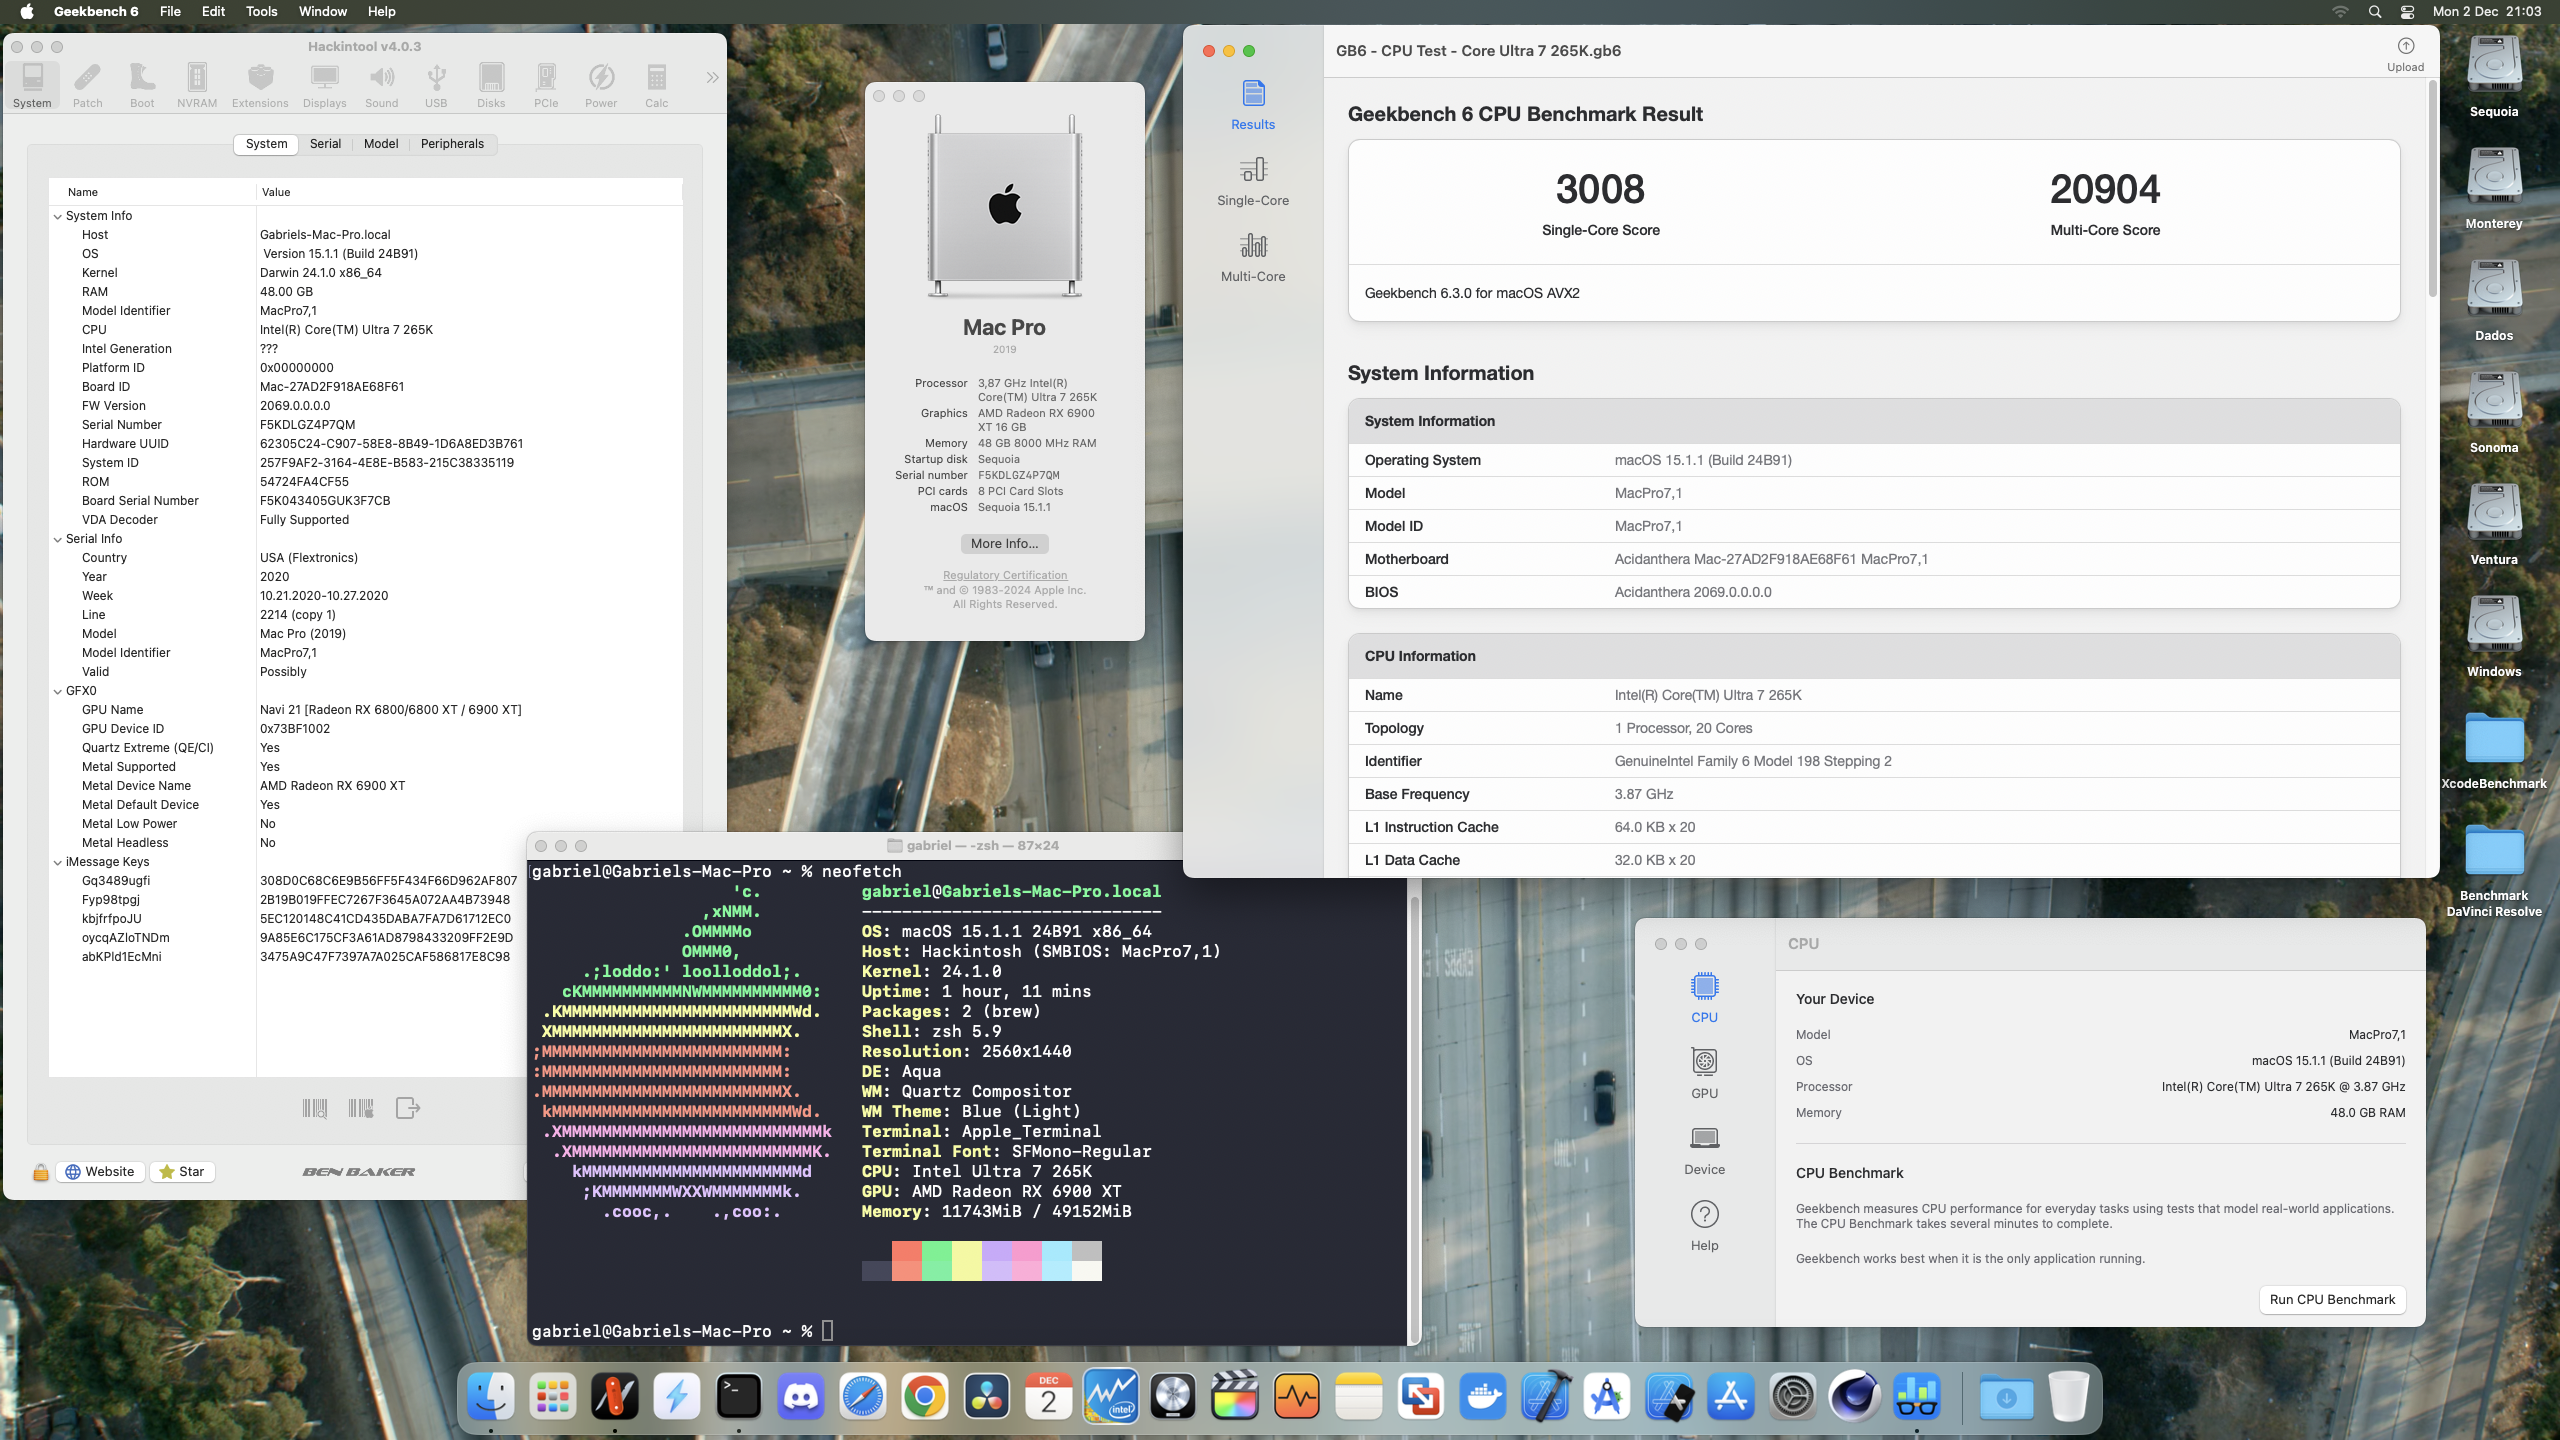 Geekbench 6 File Edit Tools Window Help
Mon 2 Dec 21:03
Hackintool v4.0.3
System Patch Boot NVRAM Extensions Displays Sound USB Disks PCIe Power Calc
System Serial Model Peripherals
Name Value
System Info
Host Gabriels-Mac-Pro.local
OS Version 15.1.1 (Build 24B91)
Kernel Darwin 24.1.0 x86_64
RAM 48.00 GB
Model Identifier MacPro7,1
CPU Intel(R) Core(TM) Ultra 7 265K
Intel Generation ???
Platform ID 0x00000000
Board ID Mac-27AD2F918AE68F61
FW Version 2069.0.0.0.0
Serial Number F5KDLGZ4P7QM
Hardware UUID 62305C24-C907-58E8-8B49-1D6A8ED3B761
System ID 257F9AF2-3164-4E8E-B583-215C38335119
ROM 54724FA4CF55
Board Serial Number F5K043405GUK3F7CB
VDA Decoder Fully Supported
Serial Info
Country USA (Flextronics)
Year 2020
Week 10.21.2020-10.27.2020
Line 2214 (copy 1)
Model Mac Pro (2019)
Model Identifier MacPro7,1
Valid Possibly
GFX0
GPU Name Navi 21 [Radeon RX 6800/6800 XT / 6900 XT]
GPU Device ID 0x73BF1002
Quartz Extreme (QE/CI) Yes
Metal Supported Yes
Metal Device Name AMD Radeon RX 6900 XT
Metal Default Device Yes
Metal Low Power No
Metal Headless No
iMessage Keys
Gq3489ugfi 308D0C68C6E9B56FF5F434F66D962AF807
Fyp98tpgj 2B19B019FFEC7267F3645A072AA4B73948
kbjfrfpoJU 5EC120148C41CD435DABA7FA7D61712EC0
oycqAZloTNDm 9A85E6C175CF3A61AD8798433209FF2E9D
abKPld1EcMni 3475A9C47F7397A7A025CAF586817E8C98
Website Star
BEN BAKER
Mac Pro
2019
Processor 3,87 GHz Intel(R)
Core(TM) Ultra 7 265K
Graphics AMD Radeon RX 6900
XT 16 GB
Memory 48 GB 8000 MHz RAM
Startup disk Sequoia
Serial number F5KDLGZ4P7QM
PCI cards 8 PCI Card Slots
macOS Sequoia 15.1.1
More Info...
Regulatory Certification
™ and © 1983-2024 Apple Inc.
All Rights Reserved.
GB6 - CPU Test - Core Ultra 7 265K.gb6
Upload
Results
Single-Core
Multi-Core
Geekbench 6 CPU Benchmark Result
3008 20904
Single-Core Score Multi-Core Score
Geekbench 6.3.0 for macOS AVX2
System Information
System Information
Operating System macOS 15.1.1 (Build 24B91)
Model MacPro7,1
Model ID MacPro7,1
Motherboard Acidanthera Mac-27AD2F918AE68F61 MacPro7,1
BIOS Acidanthera 2069.0.0.0.0
CPU Information
Name Intel(R) Core(TM) Ultra 7 265K
Topology 1 Processor, 20 Cores
Identifier GenuineIntel Family 6 Model 198 Stepping 2
Base Frequency 3.87 GHz
L1 Instruction Cache 64.0 KB x 20
L1 Data Cache 32.0 KB x 20
Sequoia
Monterey
Dados
Sonoma
Ventura
Windows
XcodeBenchmark
Benchmark
DaVinci Resolve
gabriel — -zsh — 87×24
gabriel@Gabriels-Mac-Pro ~ % neofetch
'c. gabriel@Gabriels-Mac-Pro.local
,xNMM. ------------------------------
.OMMMMo OS: macOS 15.1.1 24B91 x86_64
OMMM0, Host: Hackintosh (SMBIOS: MacPro7,1)
.;loddo:' loolloddol;. Kernel: 24.1.0
cKMMMMMMMMMMNWMMMMMMMMMM0: Uptime: 1 hour, 11 mins
.KMMMMMMMMMMMMMMMMMMMMMMMWd. Packages: 2 (brew)
XMMMMMMMMMMMMMMMMMMMMMMMX. Shell: zsh 5.9
;MMMMMMMMMMMMMMMMMMMMMMMM: Resolution: 2560x1440
:MMMMMMMMMMMMMMMMMMMMMMMM: DE: Aqua
.MMMMMMMMMMMMMMMMMMMMMMMMX. WM: Quartz Compositor
kMMMMMMMMMMMMMMMMMMMMMMMMWd. WM Theme: Blue (Light)
.XMMMMMMMMMMMMMMMMMMMMMMMMMMk Terminal: Apple_Terminal
.XMMMMMMMMMMMMMMMMMMMMMMMMK. Terminal Font: SFMono-Regular
kMMMMMMMMMMMMMMMMMMMMMMd CPU: Intel Ultra 7 265K
;KMMMMMMMWXXWMMMMMMMk. GPU: AMD Radeon RX 6900 XT
.cooc,. .,coo:. Memory: 11743MiB / 49152MiB
gabriel@Gabriels-Mac-Pro ~ %
CPU
CPU
GPU
Device
Help
Your Device
Model MacPro7,1
OS macOS 15.1.1 (Build 24B91)
Processor Intel(R) Core(TM) Ultra 7 265K @ 3.87 GHz
Memory 48.0 GB RAM
CPU Benchmark
Geekbench measures CPU performance for everyday tasks using tests that model real-world applications.
The CPU Benchmark takes several minutes to complete.
Geekbench works best when it is the only application running.
Run CPU Benchmark
DEC
2
intel